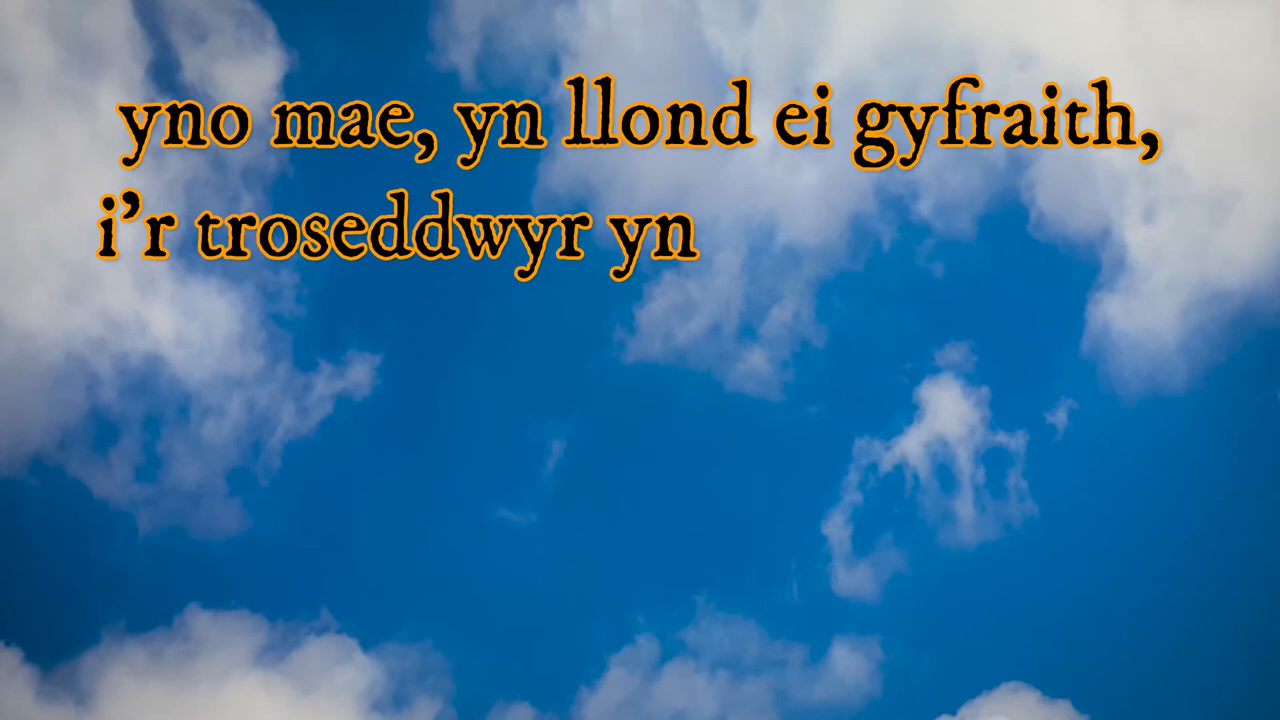 yno mae, yn llond ei gyfraith,
i’r troseddwyr yn